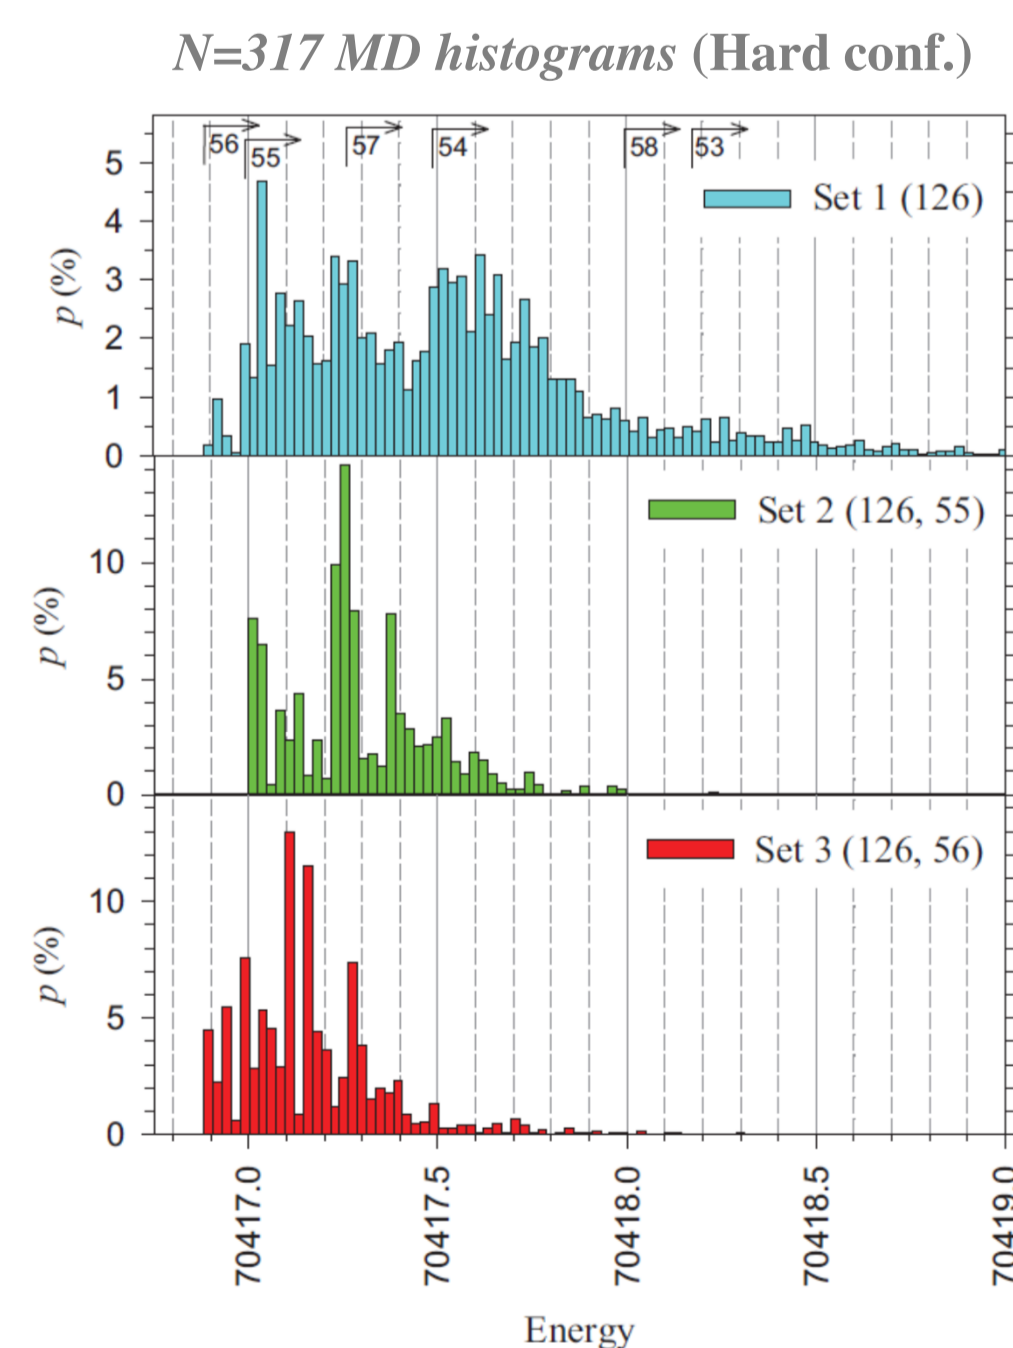 N=317 MD histograms (Hard conf.)
56 55 57 54 58 53
5
4
3
2
1
0
p (%)
Set 1 (126)
10
5
0
p (%)
Set 2 (126, 55)
10
5
0
p (%)
Set 3 (126, 56)
70417.0 70417.5 70418.0 70418.5 70419.0
Energy